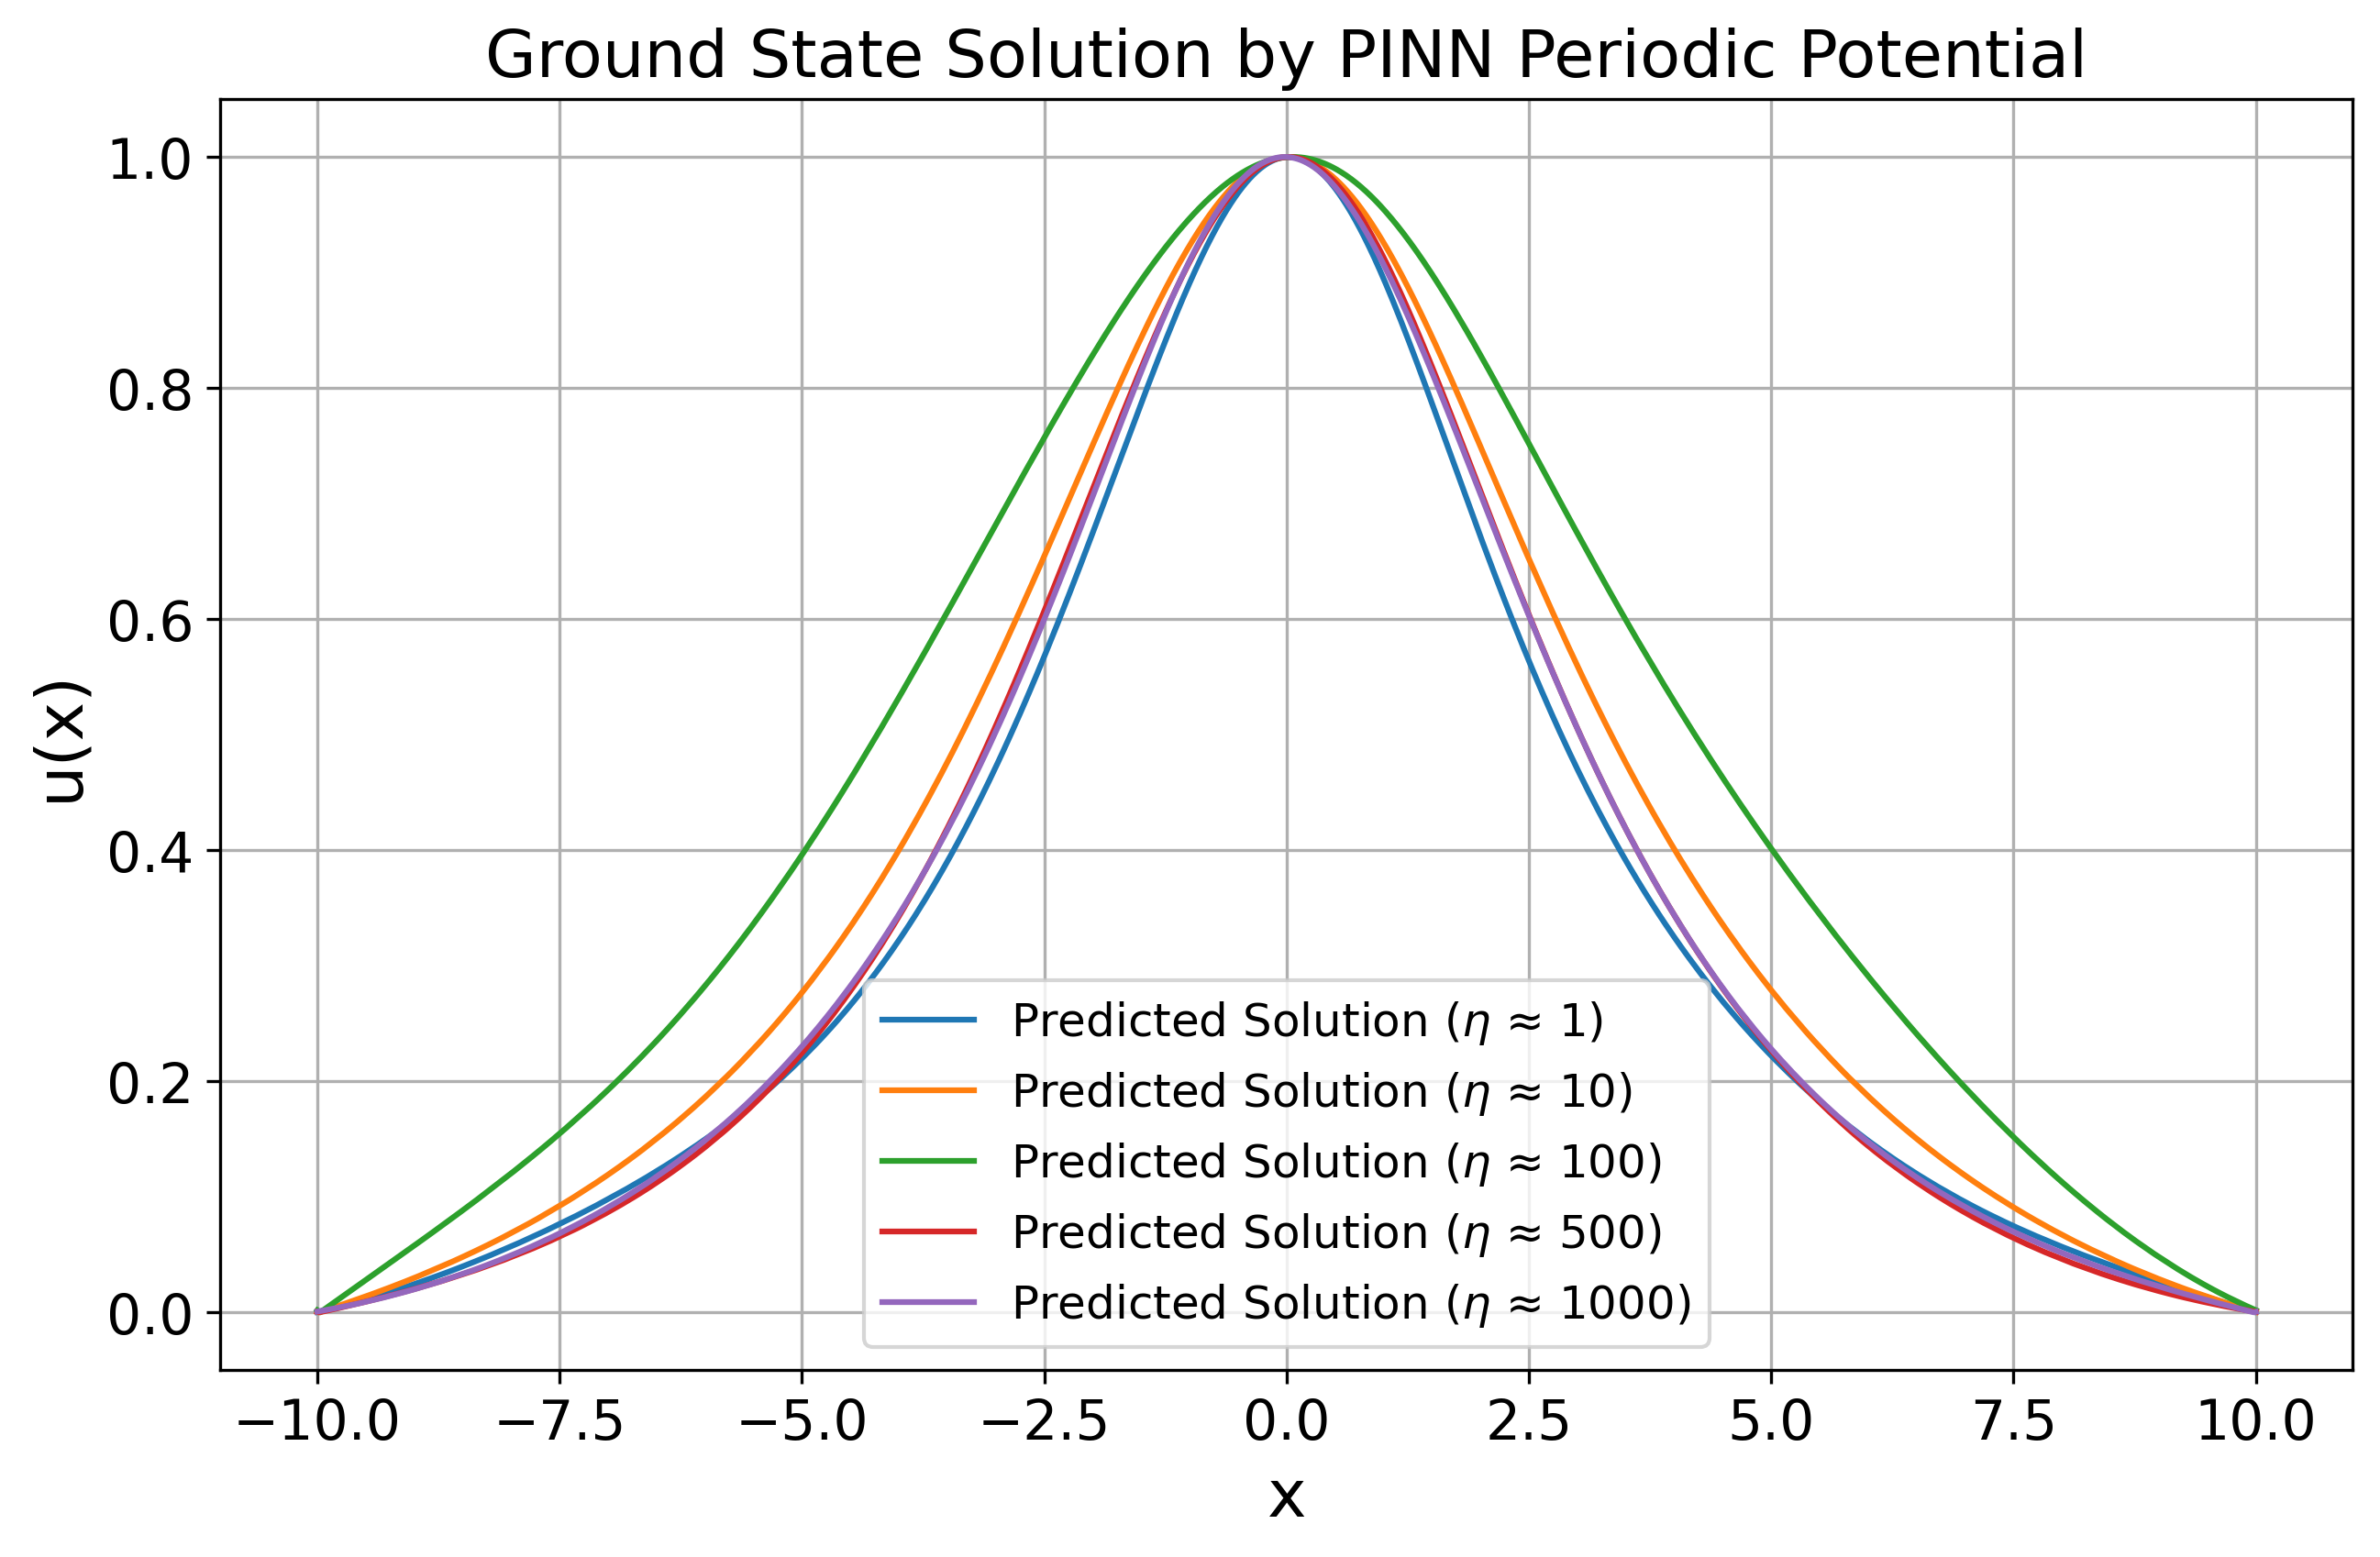 Ground State Solution by PINN Periodic Potential
1.0
0.8
0.6
0.4
0.2
0.0
u(x)
Predicted Solution (η ≈ 1)
Predicted Solution (η ≈ 10)
Predicted Solution (η ≈ 100)
Predicted Solution (η ≈ 500)
Predicted Solution (η ≈ 1000)
−10.0 −7.5 −5.0 −2.5 0.0 2.5 5.0 7.5 10.0
x